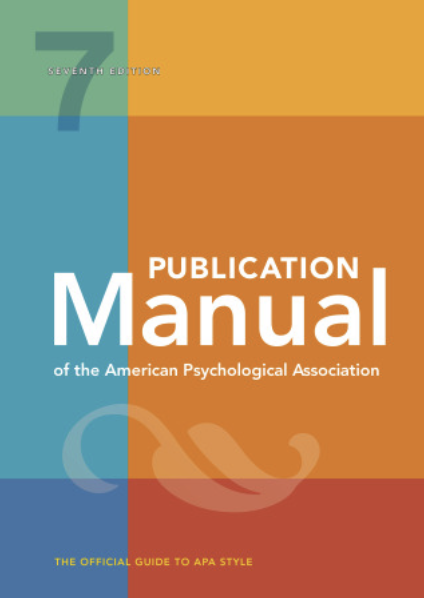 7
SEVENTH EDITION
PUBLICATION
Manual
of the American Psychological Association
THE OFFICIAL GUIDE TO APA STYLE